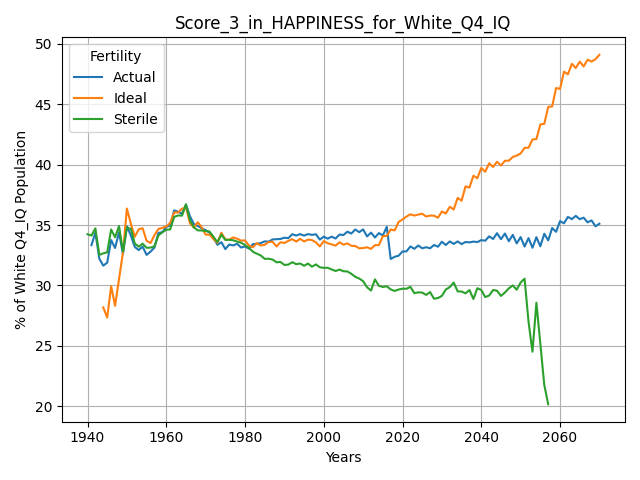 Score_3_in_HAPPINESS_for_White_Q4_IQ
Fertility
Actual
Ideal
Sterile
% of White Q4_IQ Population
50
45
40
35
30
25
20
1940 1960 1980 2000 2020 2040 2060
Years